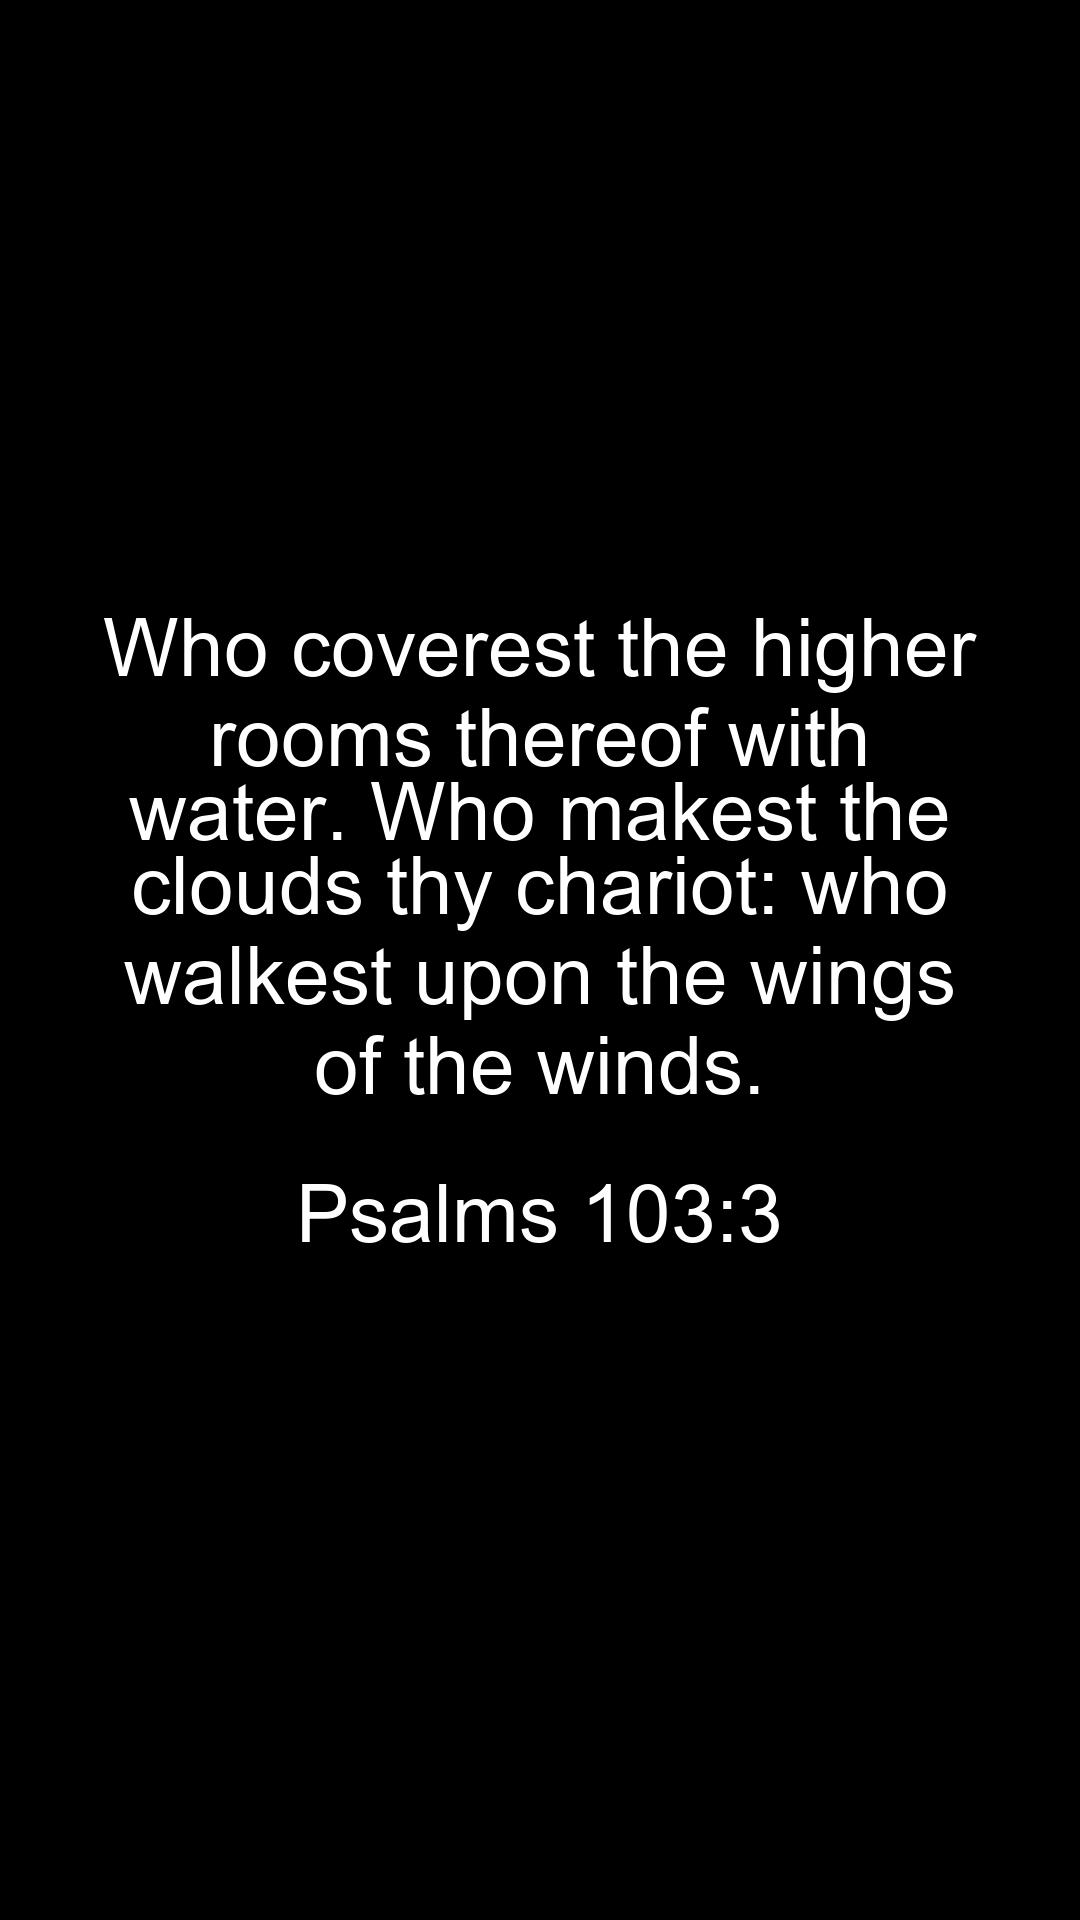 Who coverest the higher
rooms thereof with
water. Who makest the
clouds thy chariot: who
walkest upon the wings
of the winds.
Psalms 103:3